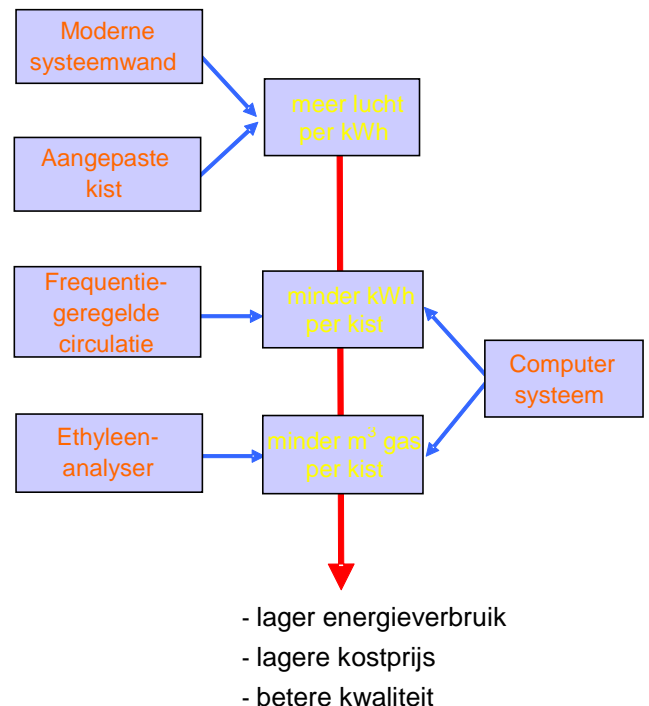 Moderne
systeemwand
meer lucht
per kWh
Aangepaste
kist
Frequentie-
geregelde
circulatie
minder kWh
per kist
Computer
systeem
Ethyleen-
analyser
minder m³ gas
per kist
- lager energieverbruik
- lagere kostprijs
- betere kwaliteit